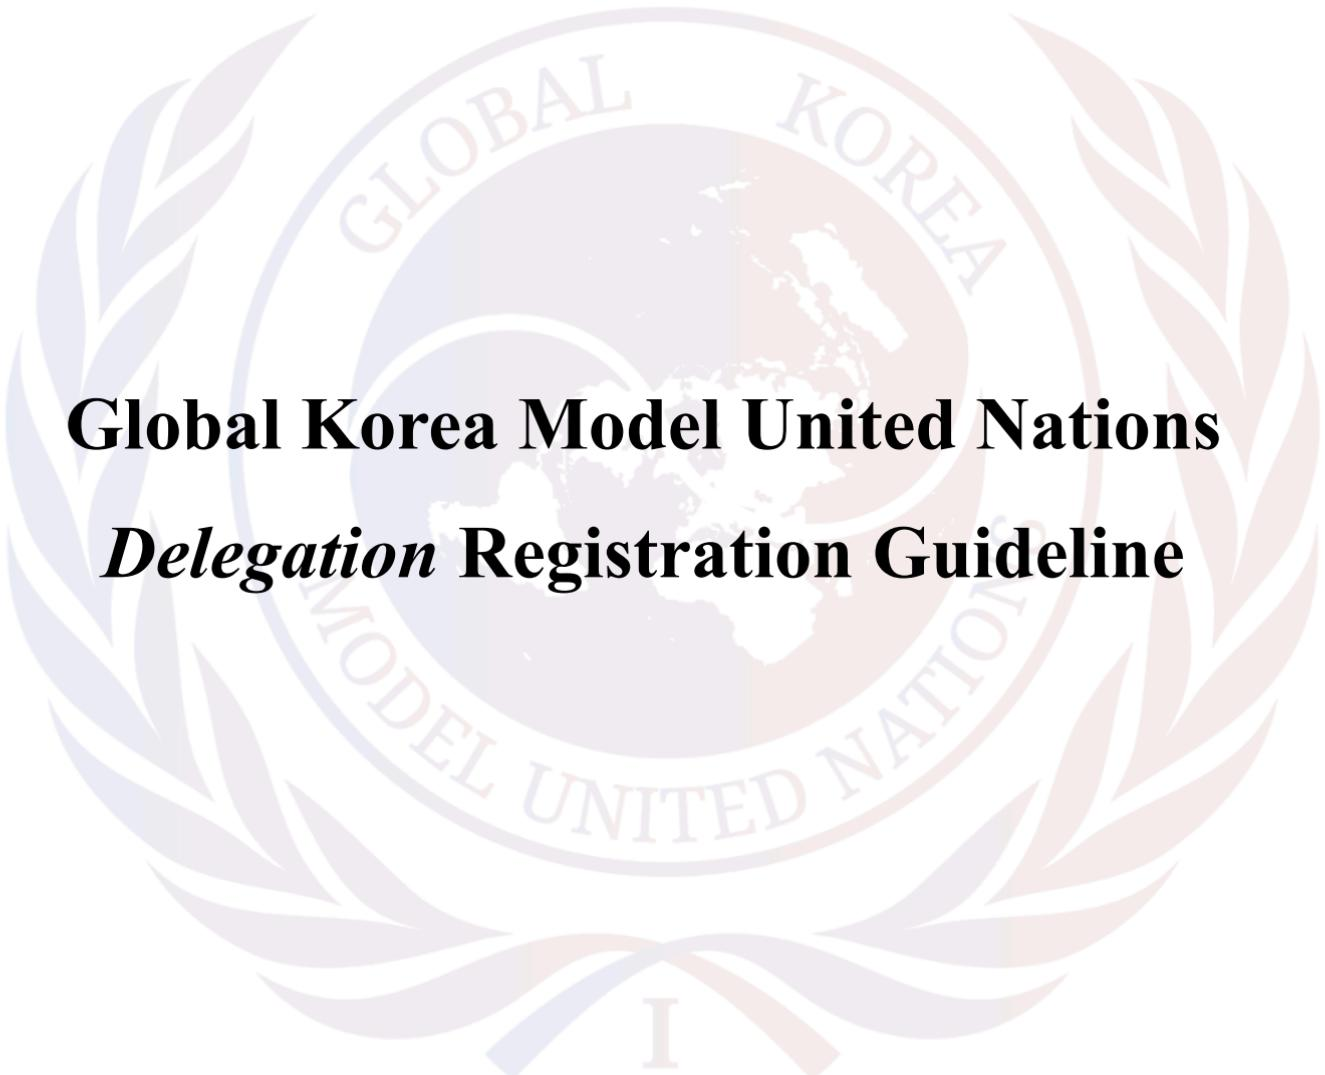 GLOBAL KOREA
Global Korea Model United Nations
Delegation Registration Guideline
MODEL UNITED NATIONS
I